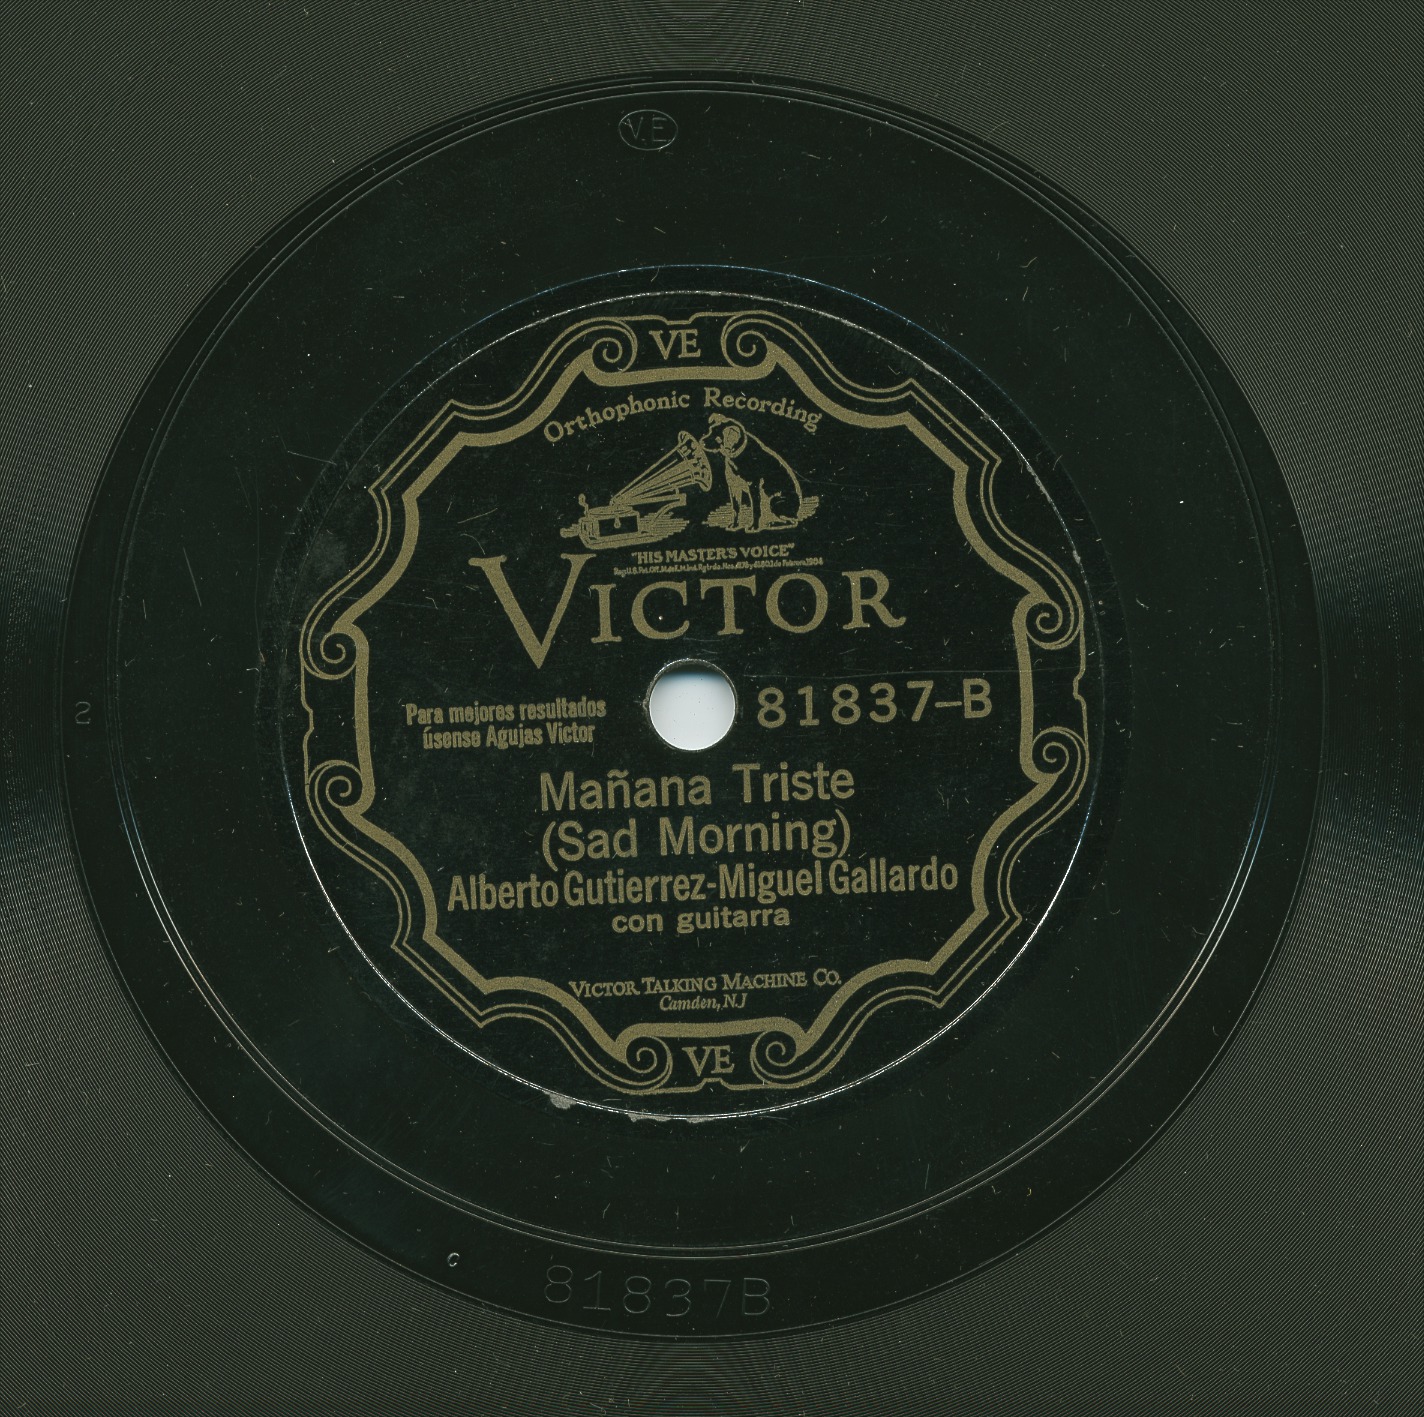 V.E
VE
Orthophonic Recording
"HIS MASTER'S VOICE"
VICTOR
81837-B
Para mejores resultados
úsense Agujas Victor
Mañana Triste
(Sad Morning)
Alberto Gutierrez-Miguel Gallardo
con guitarra
VICTOR TALKING MACHINE CO.
Camden, N.J
VE
2
C
81837B